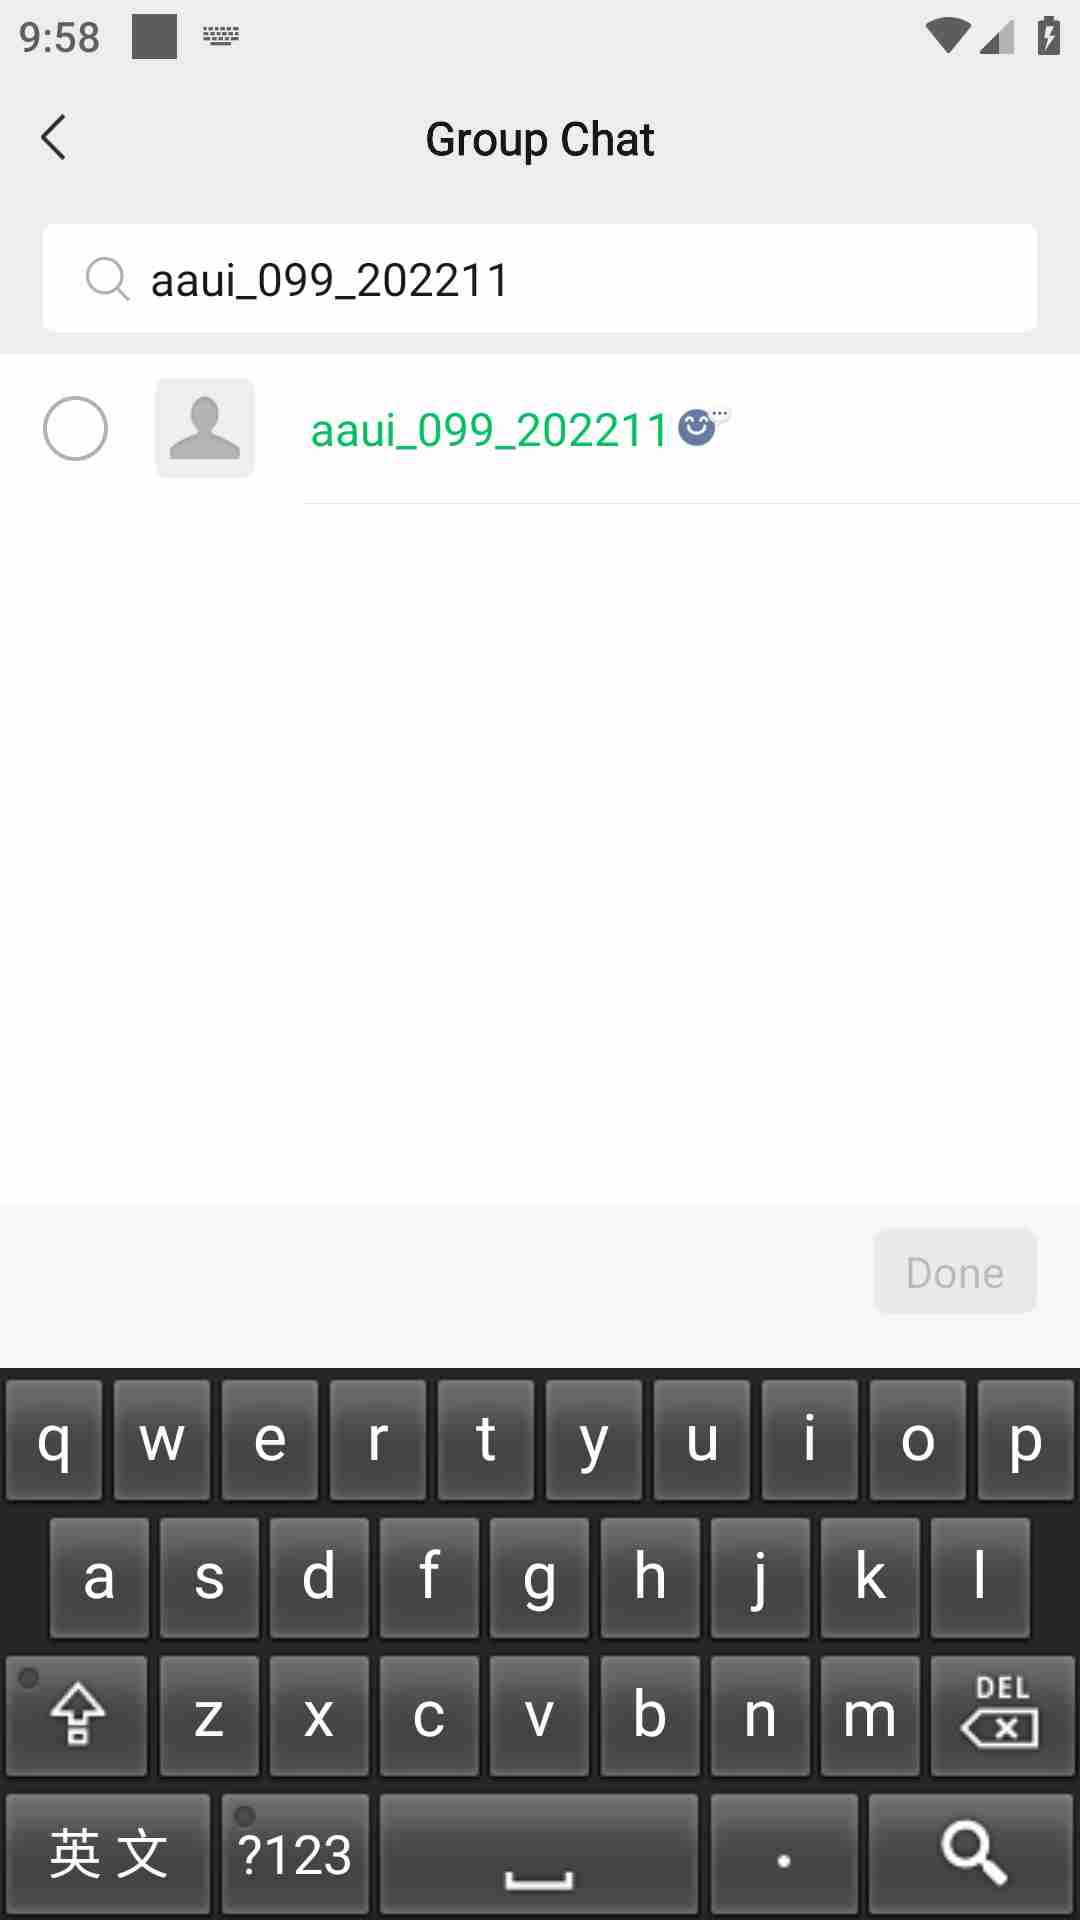 9:58
Group Chat
aaui_099_202211
aaui_099_202211
Done
q w e r t y u i o p
a s d f g h j k l
z x c v b n m DEL
英文 ?123 .